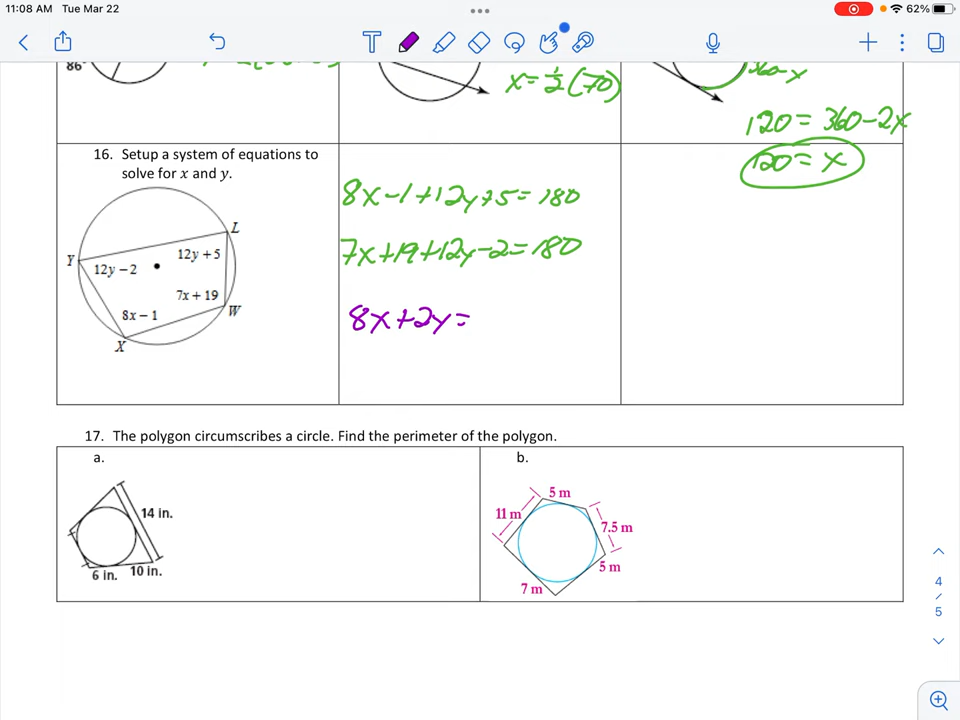 11:08 AM Tue Mar 22
62%
T
86°
x = ½(70)
360-x
120 = 360-2x
120 = x
16. Setup a system of equations to
solve for x and y.
L
Y
12y + 5
12y − 2
7x + 19
8x − 1
W
X
8x-1+12y+5=180
7x+19+12y-2=180
8x+2y=
17. The polygon circumscribes a circle. Find the perimeter of the polygon.
a.
14 in.
6 in. 10 in.
b.
5 m
11 m
7.5 m
5 m
7 m
4
/
5